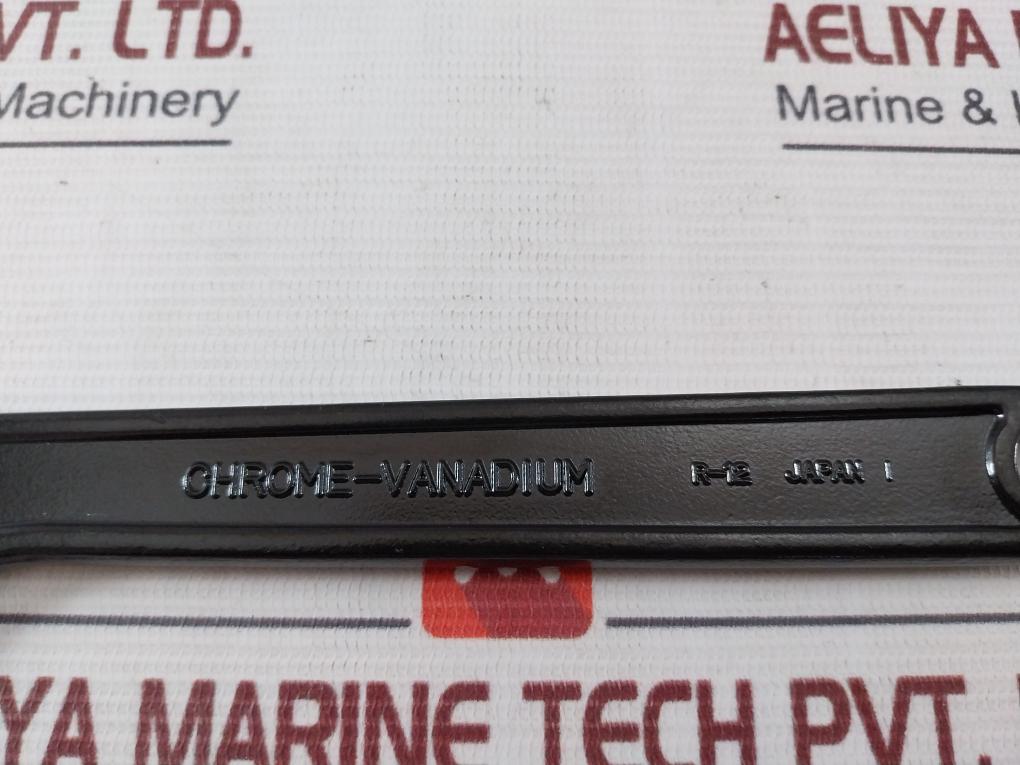 VT. LTD.
Machinery
AELIYA
Marine &
CHROME-VANADIUM R-12 JAPAN I
YA MARINE TECH PVT.